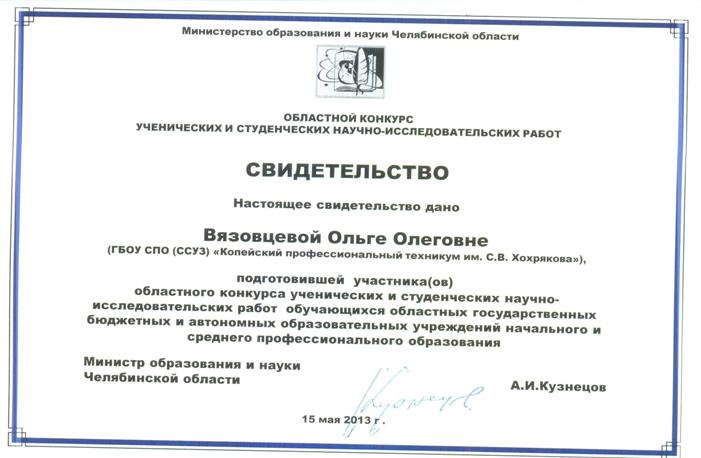 Министерство образования и науки Челябинской области
ОБЛАСТНОЙ КОНКУРС
УЧЕНИЧЕСКИХ И СТУДЕНЧЕСКИХ НАУЧНО-ИССЛЕДОВАТЕЛЬСКИХ РАБОТ
СВИДЕТЕЛЬСТВО
Настоящее свидетельство дано
Вязовцевой Ольге Олеговне
(ГБОУ СПО (ССУЗ) «Копейский профессиональный техникум им. С.В. Хохрякова»),
подготовившей участника(ов)
областного конкурса ученических и студенческих научно-
исследовательских работ обучающихся областных государственных
бюджетных и автономных образовательных учреждений начального и
среднего профессионального образования
Министр образования и науки
Челябинской области
А.И.Кузнецов
15 мая 2013 г.